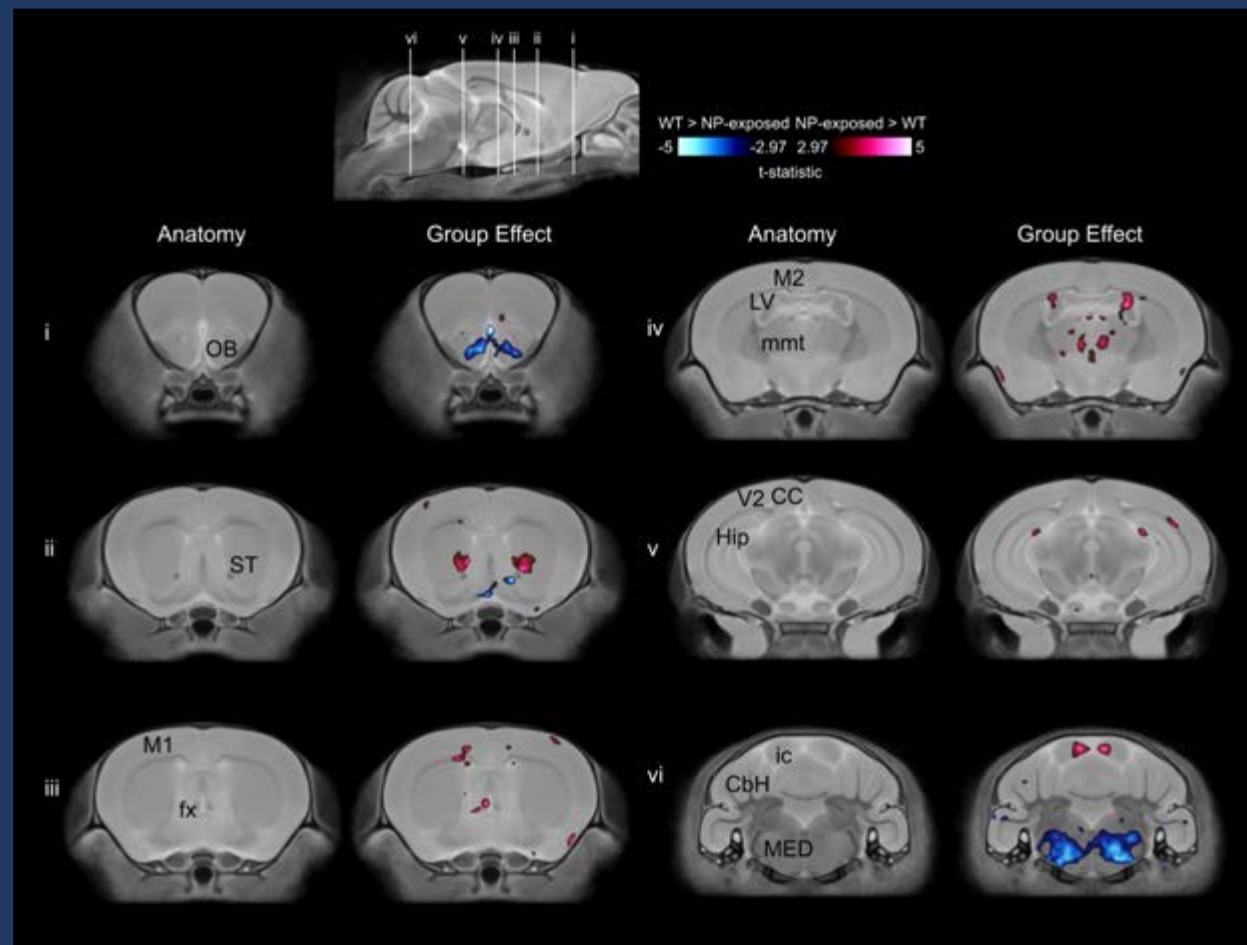 vi v iv iii ii i
WT > NP-exposed NP-exposed > WT
-5 -2.97 2.97 5
t-statistic
Anatomy Group Effect Anatomy Group Effect
i OB
iv M2
LV
mmt
ii ST
v V2 CC
Hip
iii M1
fx
vi ic
CbH
MED